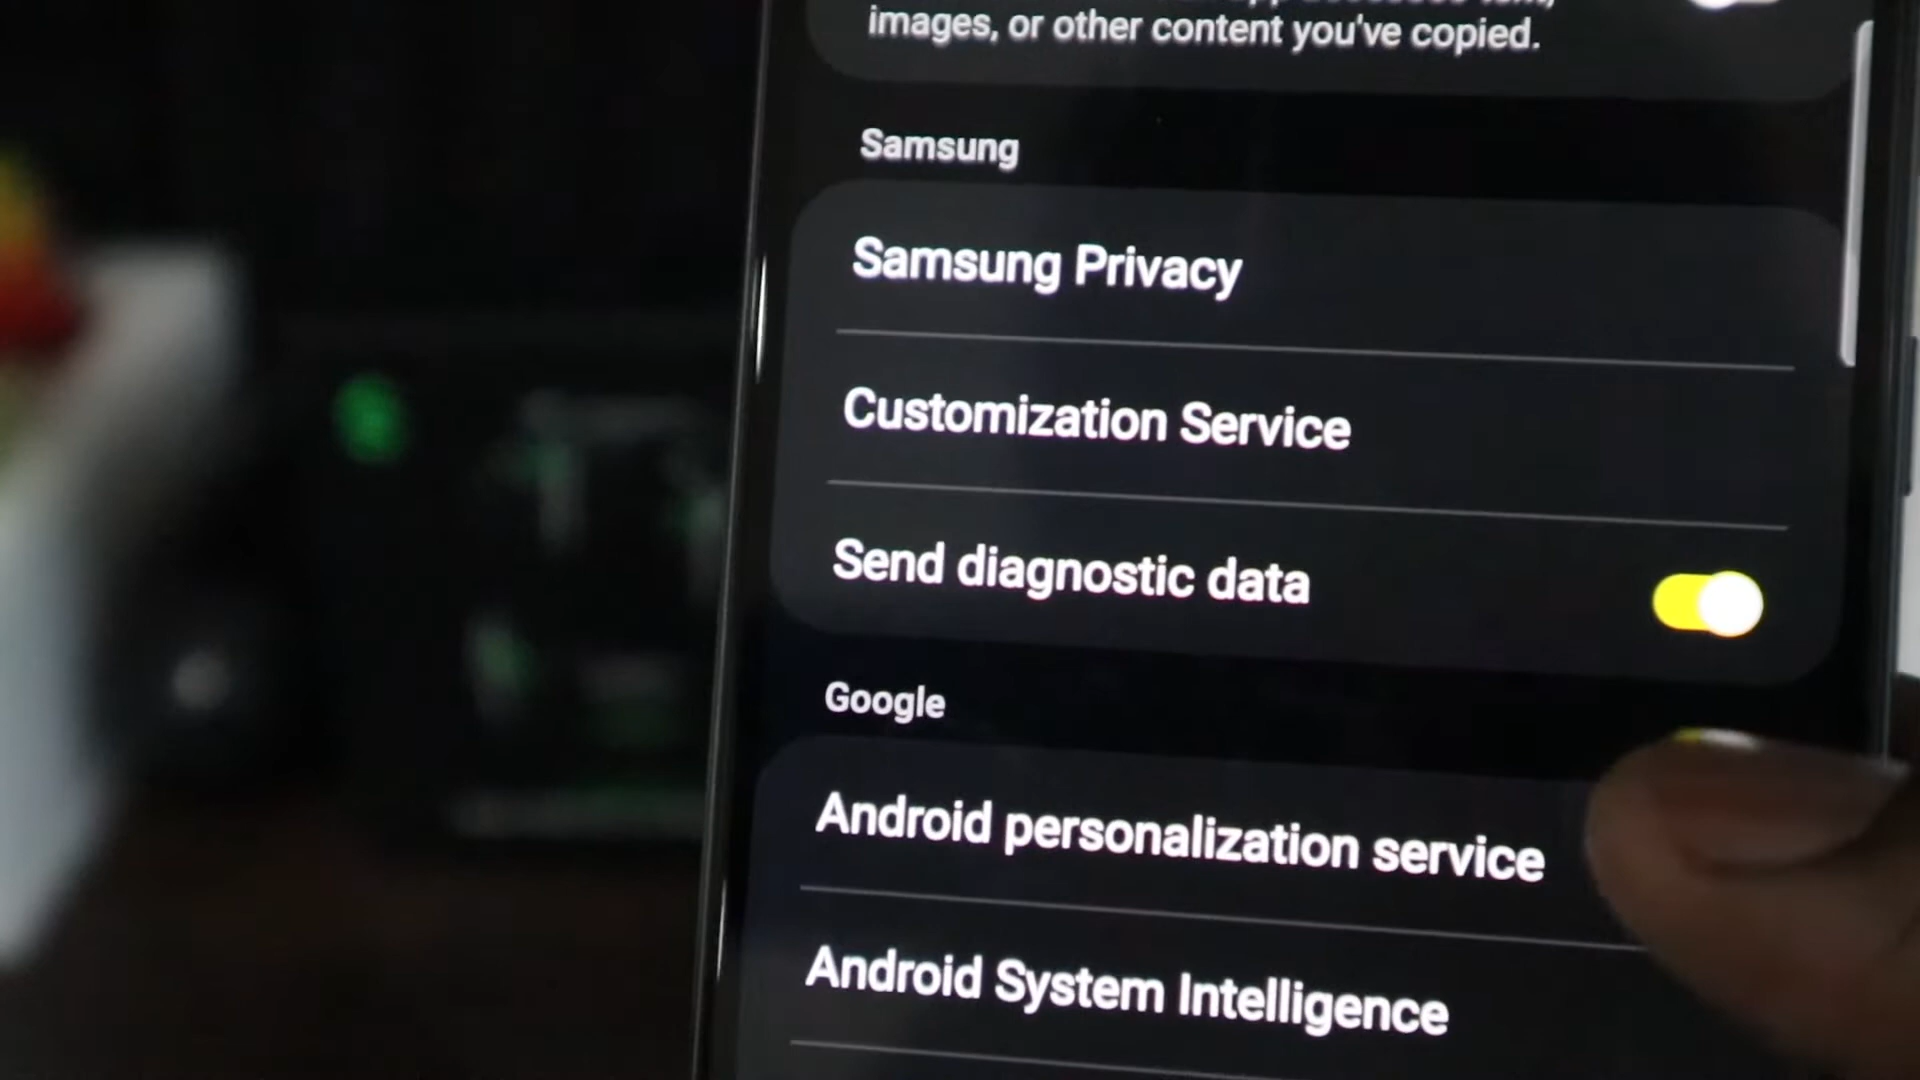 images, or other content you've copied.
Samsung
Samsung Privacy
Customization Service
Send diagnostic data
Google
Android personalization service
Android System Intelligence